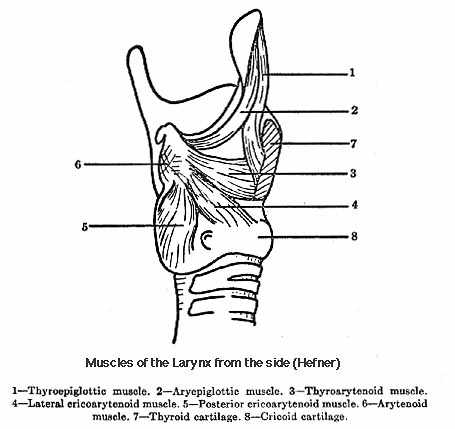 1
2
7
6
3
4
5
8
Muscles of the Larynx from the side (Hefner)
1—Thyroepiglottic muscle. 2—Aryepiglottic muscle. 3—Thyroarytenoid muscle.
4—Lateral cricoarytenoid muscle. 5—Posterior cricoarytenoid muscle. 6—Arytenoid
muscle. 7—Thyroid cartilage. 8—Cricoid cartilage.